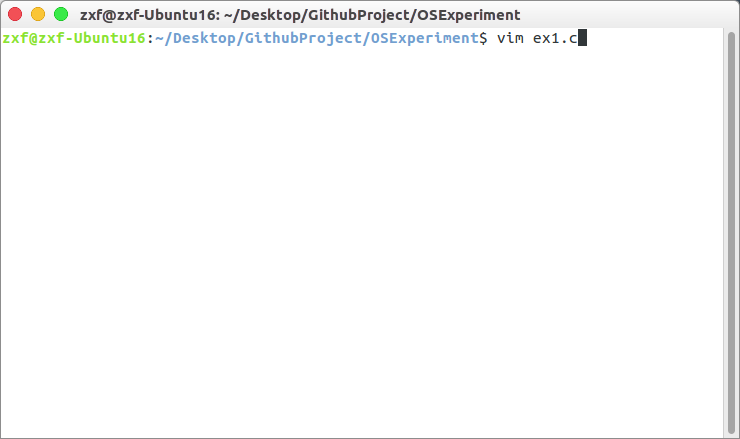 zxf@zxf-Ubuntu16: ~/Desktop/GithubProject/OSExperiment
zxf@zxf-Ubuntu16:~/Desktop/GithubProject/OSExperiment$ vim ex1.c